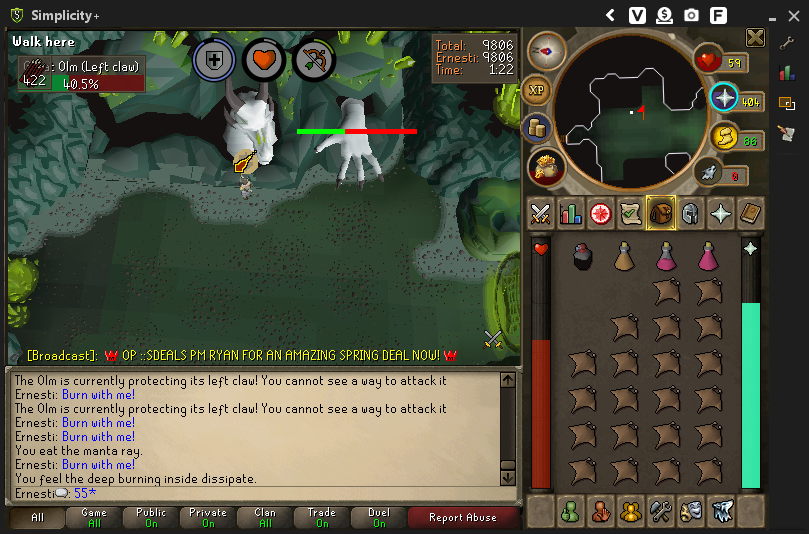 Simplicity+
Walk here
: Olm (Left claw)
422
40.5%
Total: 9806
Ernesti: 9806
Time: 1:22
XP
59
404
86
0
[Broadcast]: OP ::SDEALS PM RYAN FOR AN AMAZING SPRING DEAL NOW!
The Olm is currently protecting its left claw! You cannot see a way to attack it
Ernesti: Burn with me!
The Olm is currently protecting its left claw! You cannot see a way to attack it
Ernesti: Burn with me!
Ernesti: Burn with me!
You eat the manta ray.
Ernesti: Burn with me!
You feel the deep burning inside dissipate.
Ernesti: 55*
All
Game
All
Public
On
Private
On
Clan
All
Trade
On
Duel
On
Report Abuse